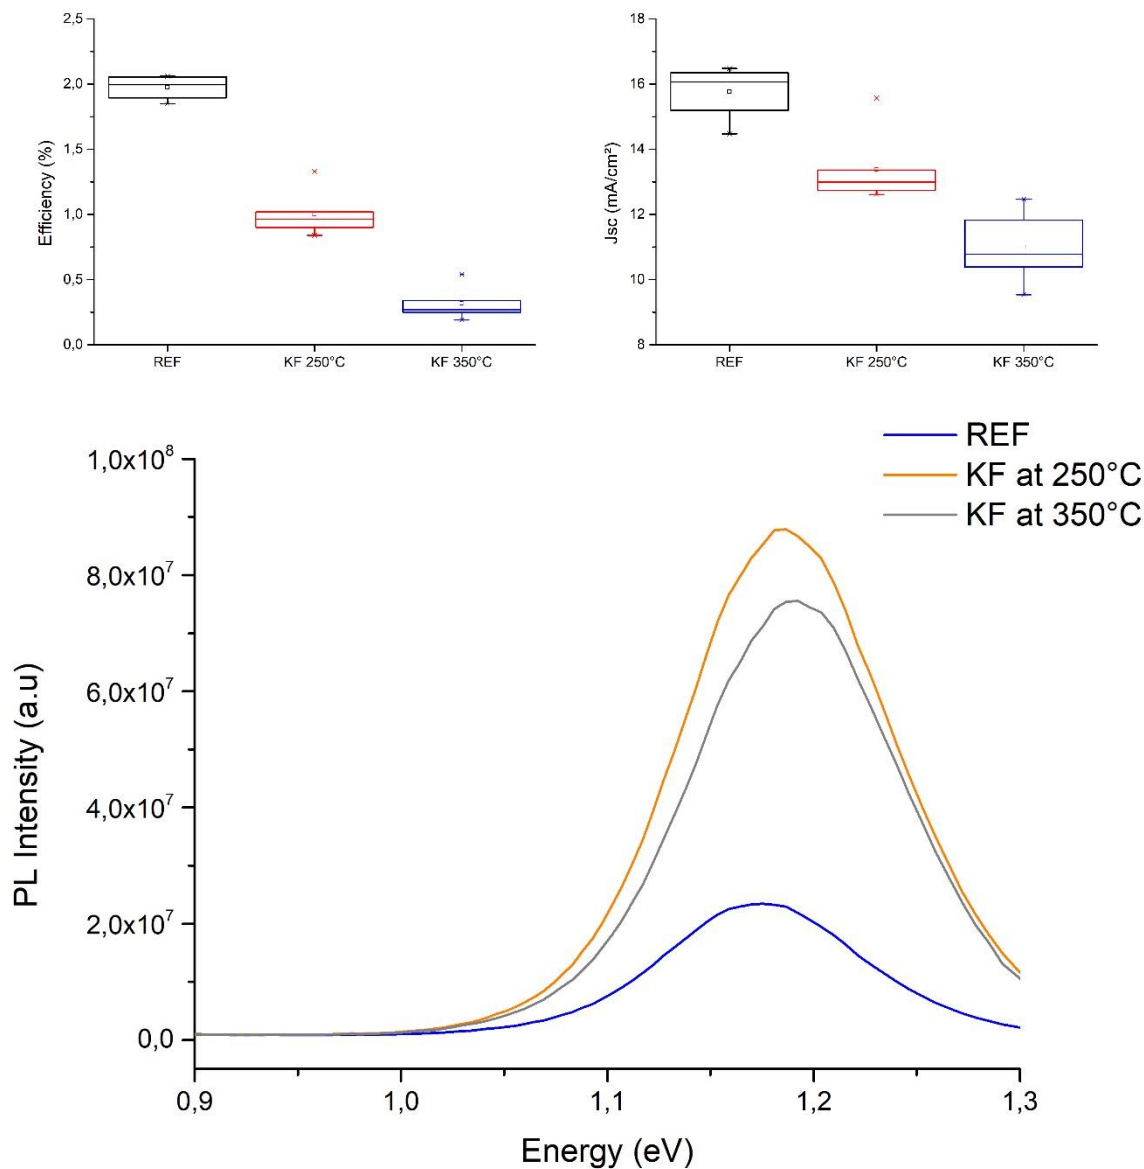 2,5
2,0
1,5
1,0
0,5
0,0
Efficiency (%)
REF
KF 250°C
KF 350°C
18
16
14
12
10
8
Jsc (mA/cm²)
REF
KF 250°C
KF 350°C
REF
KF at 250°C
KF at 350°C
1,0x10⁸
8,0x10⁷
6,0x10⁷
4,0x10⁷
2,0x10⁷
0,0
PL Intensity (a.u)
0,9
1,0
1,1
1,2
1,3
Energy (eV)